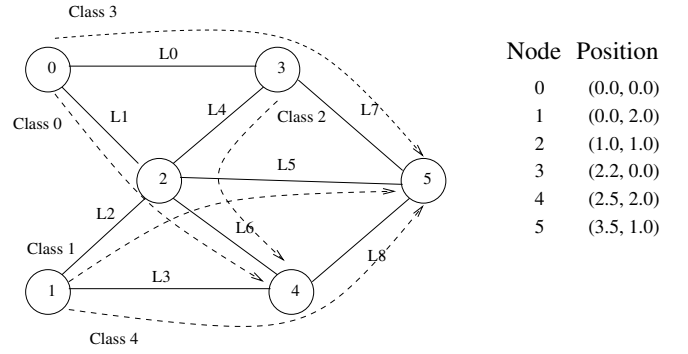 Class 3
L0
0
3
L1
L4
Class 0
Class 2
L7
L5
2
5
L2
L6
Class 1
L3
L8
1
4
Class 4
Node Position
0 (0.0, 0.0)
1 (0.0, 2.0)
2 (1.0, 1.0)
3 (2.2, 0.0)
4 (2.5, 2.0)
5 (3.5, 1.0)